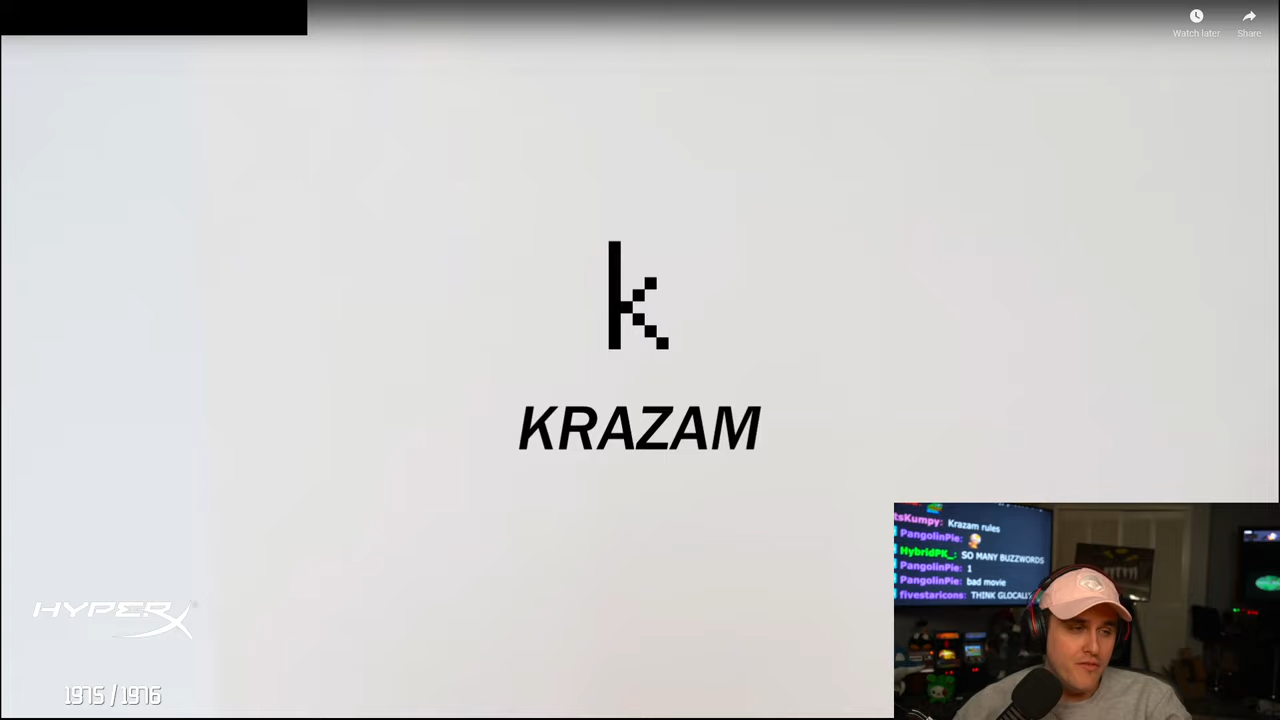 Watch later
Share
k
KRAZAM
tsKumpy: Krazam rules
PangolinPie:
HybridPK_: SO MANY BUZZWORDS
PangolinPie: 1
PangolinPie: bad movie
fivestaricons: THINK GLOCALLY
HYPERX
1975 / 1976